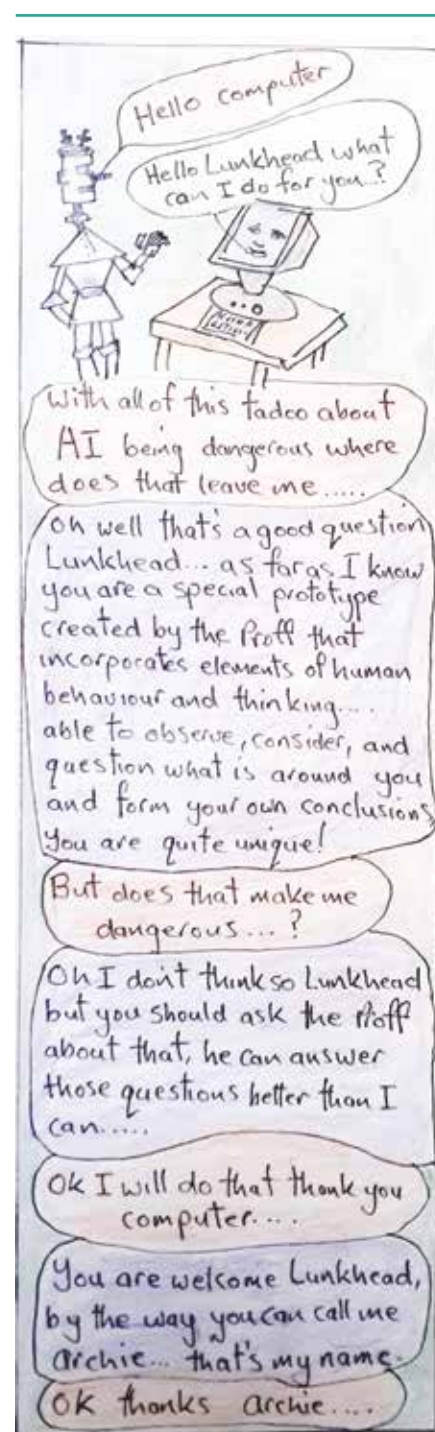 Hello computer
Hello Lunkhead what
can I do for you..?
With all of this tadoo about
AI being dangerous where
does that leave me.....
Oh well that's a good question
Lunkhead... as far as I know
you are a special prototype
created by the Proff that
incorporates elements of human
behaviour and thinking....
able to observe, consider, and
question what is around you
and form your own conclusions
You are quite unique!
But does that make me
dangerous...?
Oh I don't think so Lunkhead
but you should ask the Proff
about that, he can answer
those questions better than I
can.....
Ok I will do that thank you
computer....
You are welcome Lunkhead,
by the way you can call me
Archie... that's my name.
OK thanks Archie....